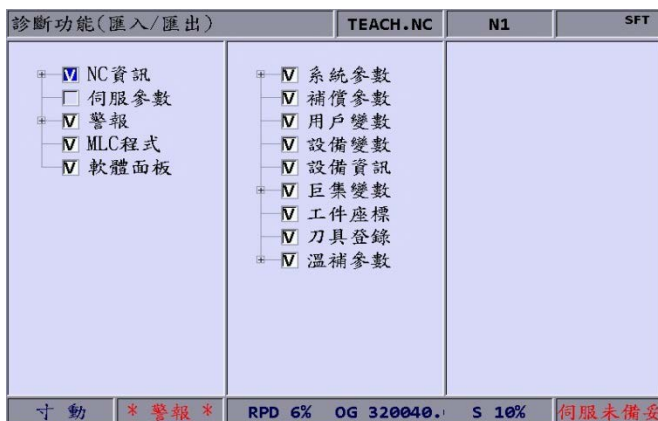 診斷功能(匯入/匯出) TEACH.NC N1 SFT
NC資訊
伺服參數
警報
MLC程式
軟體面板
系統參數
補償參數
用戶變數
設備變數
設備資訊
巨集變數
工件座標
刀具登錄
溫補參數
寸動 * 警報 * RPD 6% OG 320040. S 10% 伺服未備妥